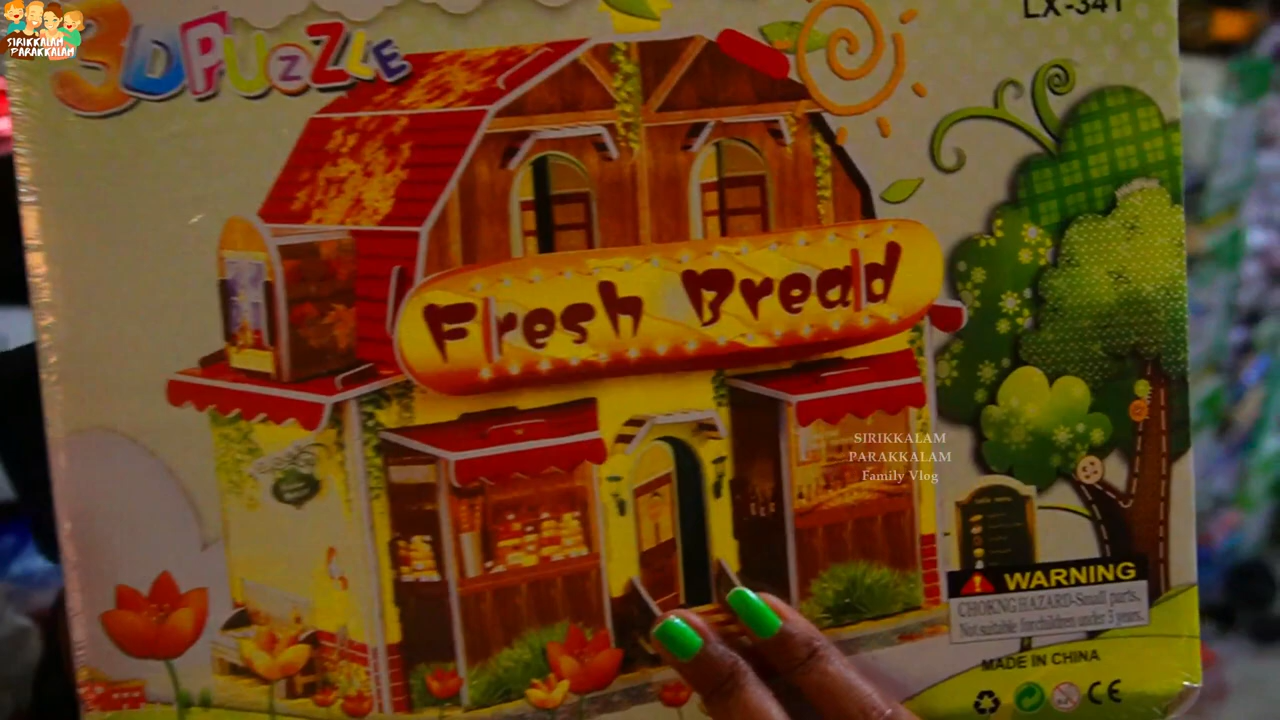 SIRIKKALAM
PARAKKALAM
3D PUZZLE
LX-341
Fresh Bread
SIRIKKALAM
PARAKKALAM
Family Vlog
WARNING
CHOKNG HAZARD-Small parts.
Not suitable for children under 3 years.
MADE IN CHINA
CE